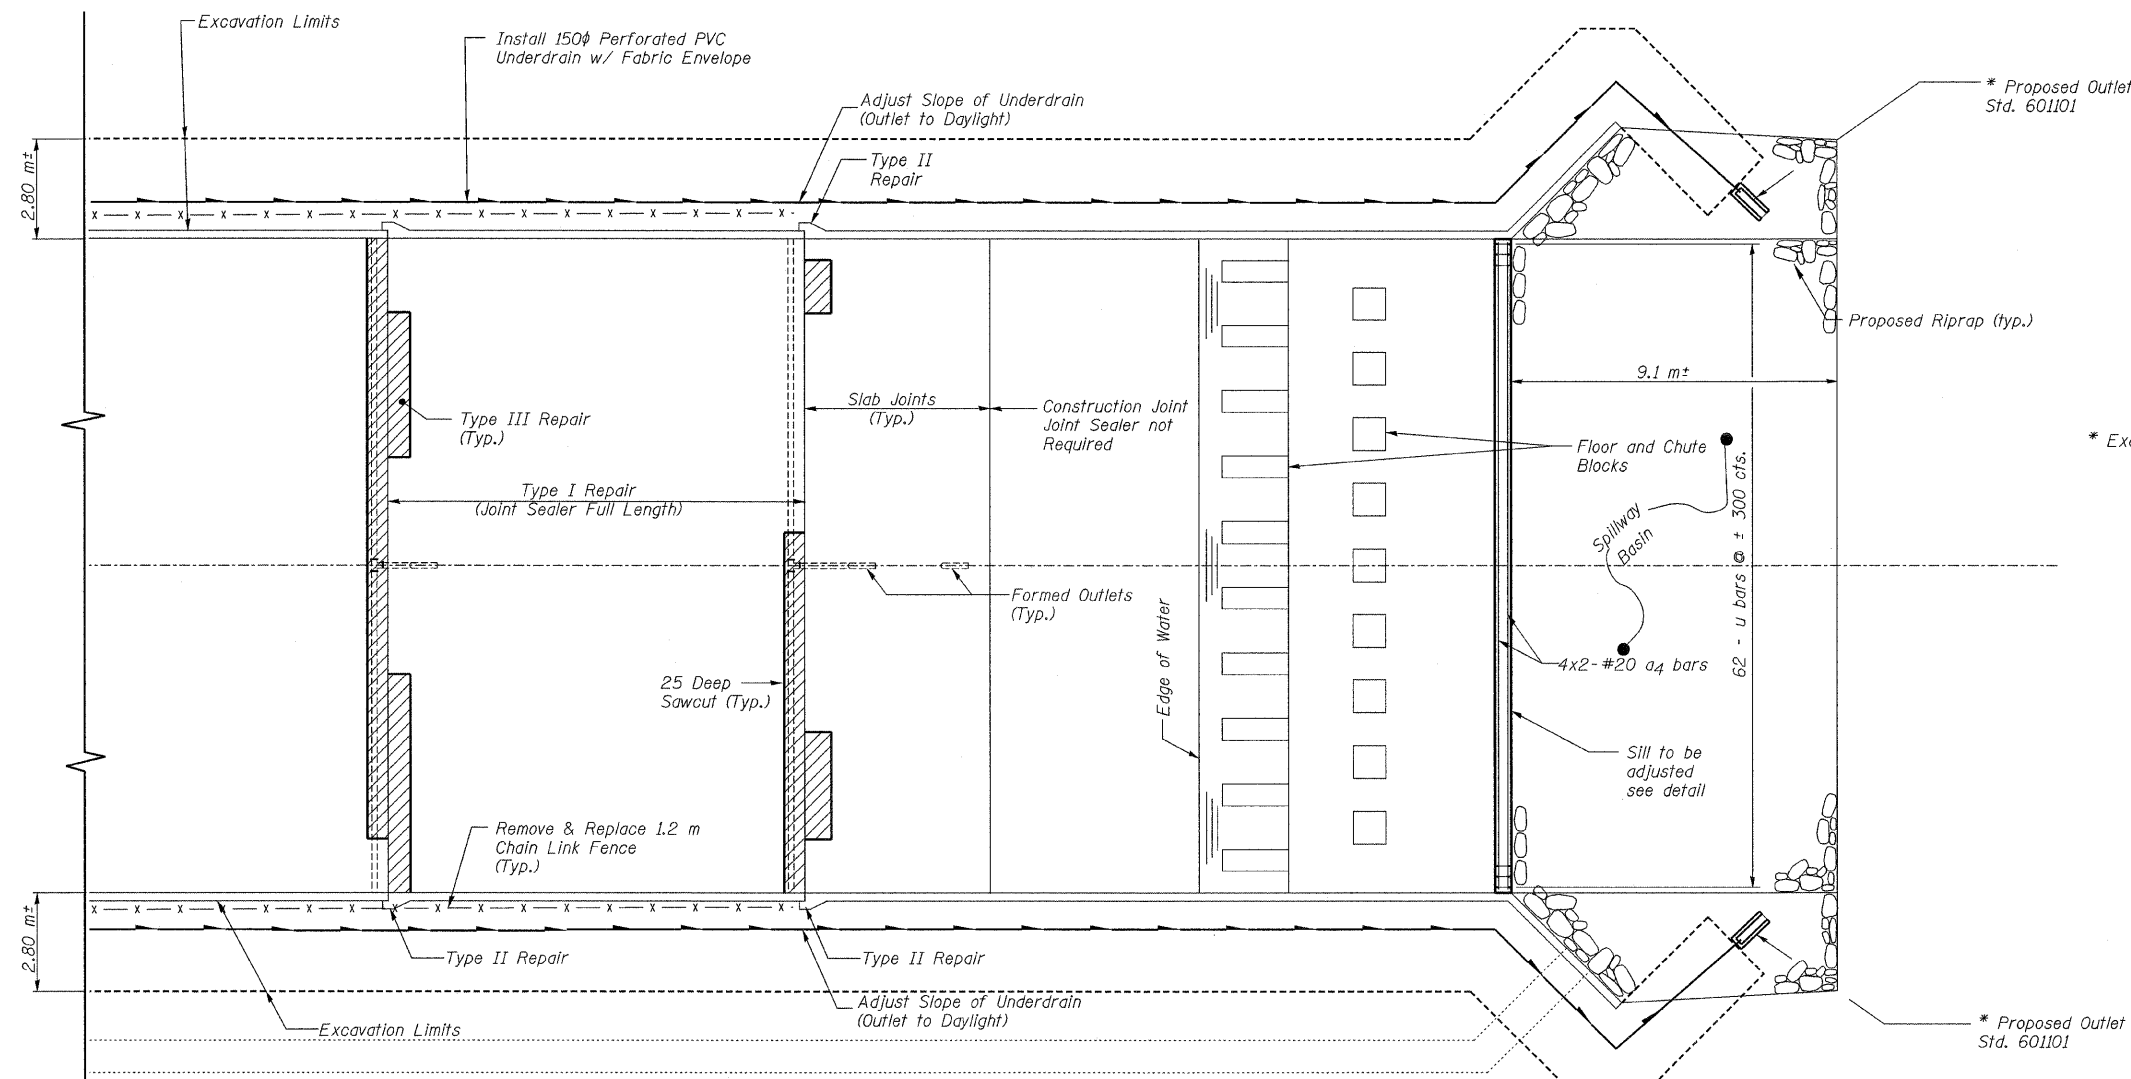 Excavation Limits
Install 150ϕ Perforated PVC
Underdrain w/ Fabric Envelope
Adjust Slope of Underdrain
(Outlet to Daylight)
* Proposed Outlet
Std. 601101
Type II
Repair
2.80 m±
X X X X X X X X X X X X X X X X X
Proposed Riprap (typ.)
9.1 m±
Type III Repair
(Typ.)
Slab Joints
(Typ.)
Construction Joint
Joint Sealer not
Required
Floor and Chute
Blocks
* Exc
Type I Repair
(Joint Sealer Full Length)
Spillway
Basin
62 - u bars @ ± 300 cts.
Formed Outlets
(Typ.)
Edge of Water
4x2-#20 a4 bars
25 Deep
Sawcut (Typ.)
Sill to be
adjusted
see detail
Remove & Replace 1.2 m
Chain Link Fence
(Typ.)
X X X X X X X X X X X X X X X X X
2.80 m±
Type II Repair
Type II Repair
Adjust Slope of Underdrain
(Outlet to Daylight)
Excavation Limits
* Proposed Outlet
Std. 601101